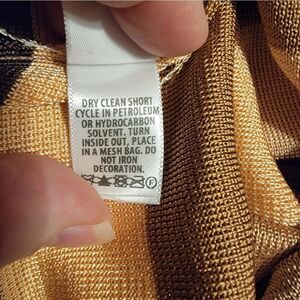 DRY CLEAN SHORT
CYCLE IN PETROLEUM
OR HYDROCARBON
SOLVENT. TURN
INSIDE OUT, PLACE
IN A MESH BAG. DO
NOT IRON
DECORATION.
F